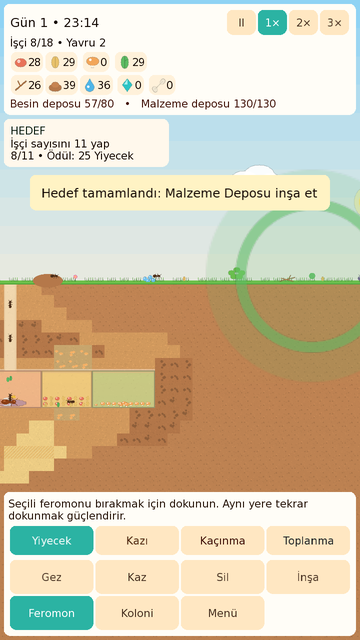 Gün 1 • 23:14
II 1× 2× 3×
İşçi 8/18 • Yavru 2
28 29 0 29
26 39 36 0 0
Besin deposu 57/80 • Malzeme deposu 130/130
HEDEF
İşçi sayısını 11 yap
8/11 • Ödül: 25 Yiyecek
Hedef tamamlandı: Malzeme Deposu inşa et
Seçili feromonu bırakmak için dokunun. Aynı yere tekrar
dokunmak güçlendirir.
Yiyecek Kazı Kaçınma Toplanma
Gez Kaz Sil İnşa
Feromon Koloni Menü